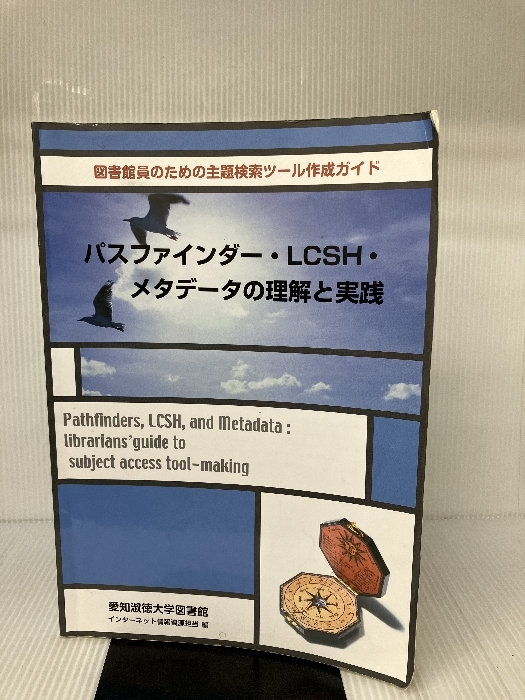 図書館員のための主題検索ツール作成ガイド
パスファインダー・LCSH・
メタデータの理解と実践
Pathfinders, LCSH, and Metadata :
librarians'guide to
subject access tool-making
愛知淑徳大学図書館
インターネット情報資源担当 編